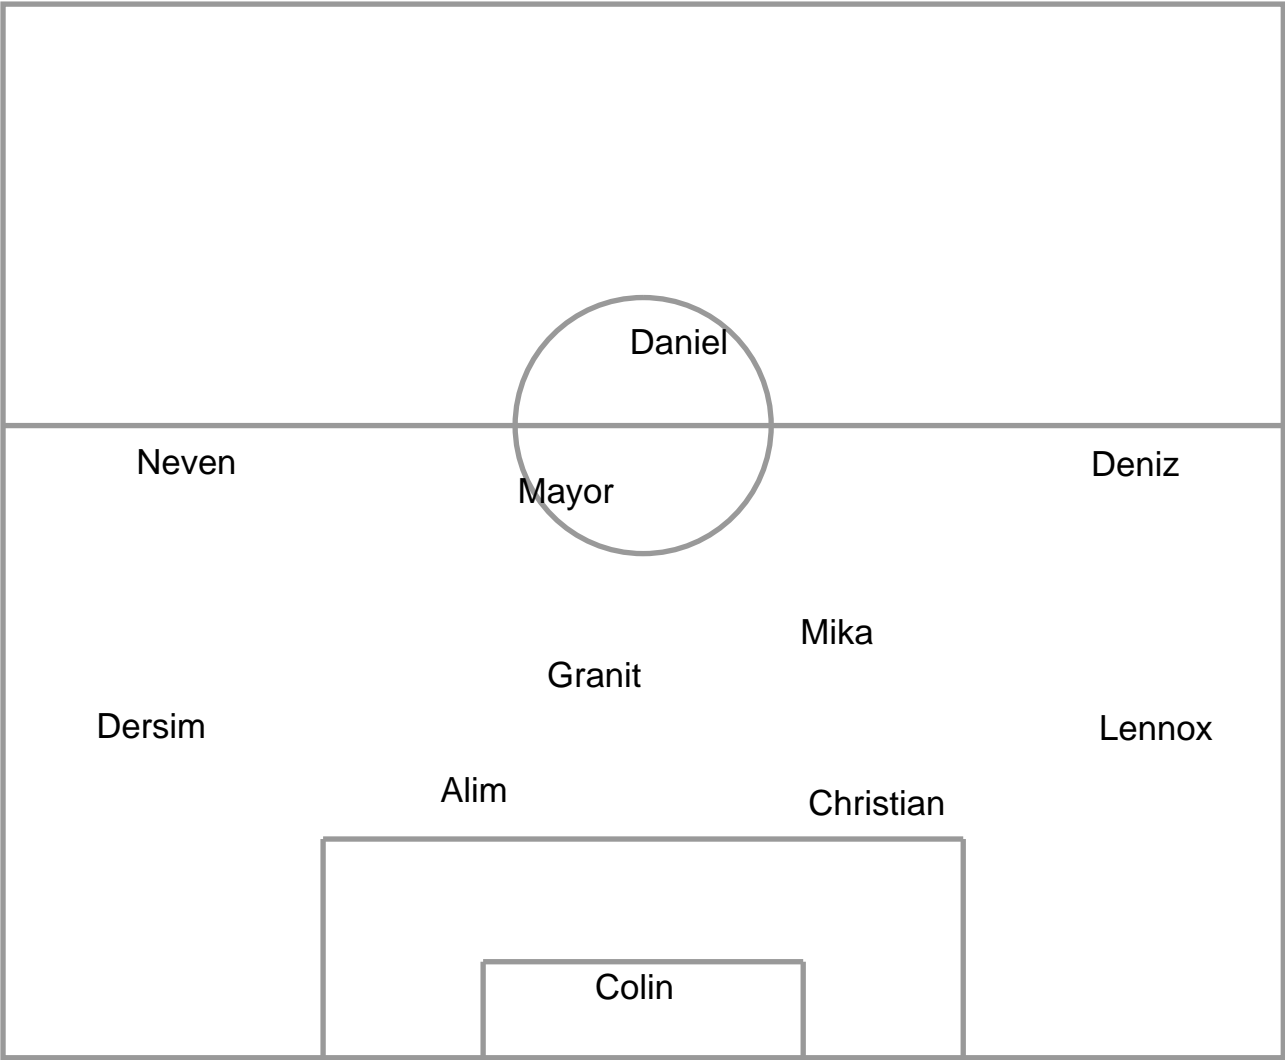 Daniel
Neven
Deniz
Mayor
Mika
Granit
Dersim
Lennox
Alim
Christian
Colin